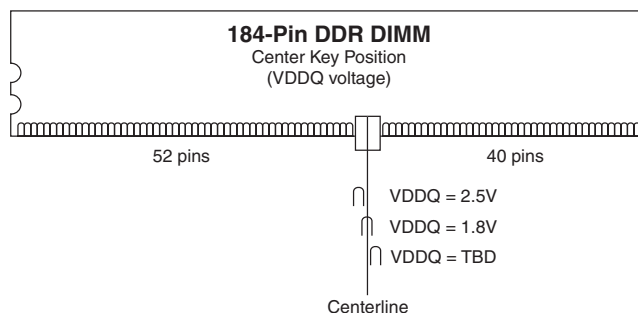 184-Pin DDR DIMM
Center Key Position
(VDDQ voltage)
52 pins
40 pins
VDDQ = 2.5V
VDDQ = 1.8V
VDDQ = TBD
Centerline